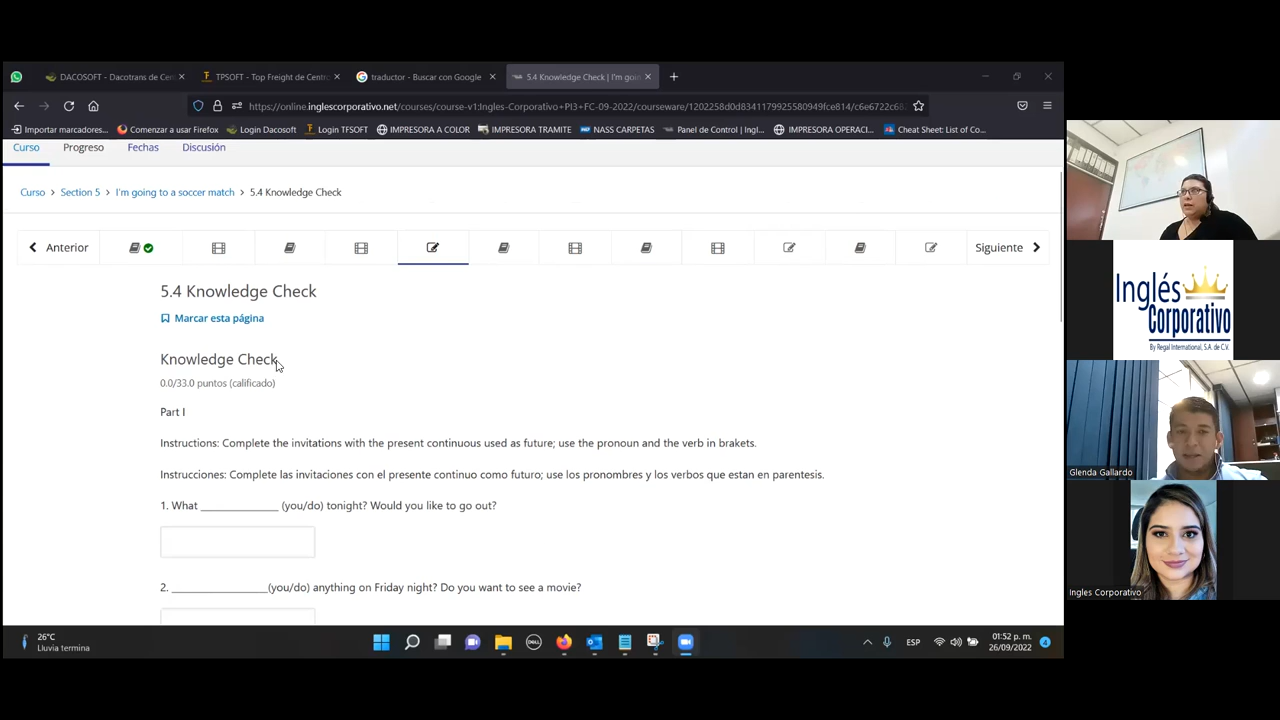 DACOSOFT - Dacotrans de Cen
TPSOFT - Top Freight de Centro
traductor - Buscar con Google
5.4 Knowledge Check | I'm goin
https://online.inglescorporativo.net/courses/course-v1:Ingles-Corporativo+PI3+FC-09-2022/courseware/
Importar marcadores...
Comenzar a usar Firefox
Login Dacosoft
Login TFSOFT
IMPRESORA A COLOR
IMPRESORA TRAMITE
NASS CARPETAS
Panel de Control | Ingl...
IMPRESORA OPERACI...
Cheat Sheet: List of Co...
Curso
Progreso
Fechas
Discusión
Curso > Section 5 > I'm going to a soccer match > 5.4 Knowledge Check
Anterior
Siguiente
5.4 Knowledge Check
Marcar esta página
Knowledge Check
0.0/33.0 puntos (calificado)
Part I
Instructions: Complete the invitations with the present continuous used as future; use the pronoun and the verb in brakets.
Instrucciones: Complete las invitaciones con el presente continuo como futuro; use los pronombres y los verbos que estan en parentesis.
1. What ______________ (you/do) tonight? Would you like to go out?
2. _________________(you/do) anything on Friday night? Do you want to see a movie?
26°C
Lluvia termina
DELL
ESP
01:52 p. m.
26/09/2022
4
Inglés
Corporativo
By Regal International, S.A. de C.V.
Glenda Gallardo
Ingles Corporativo